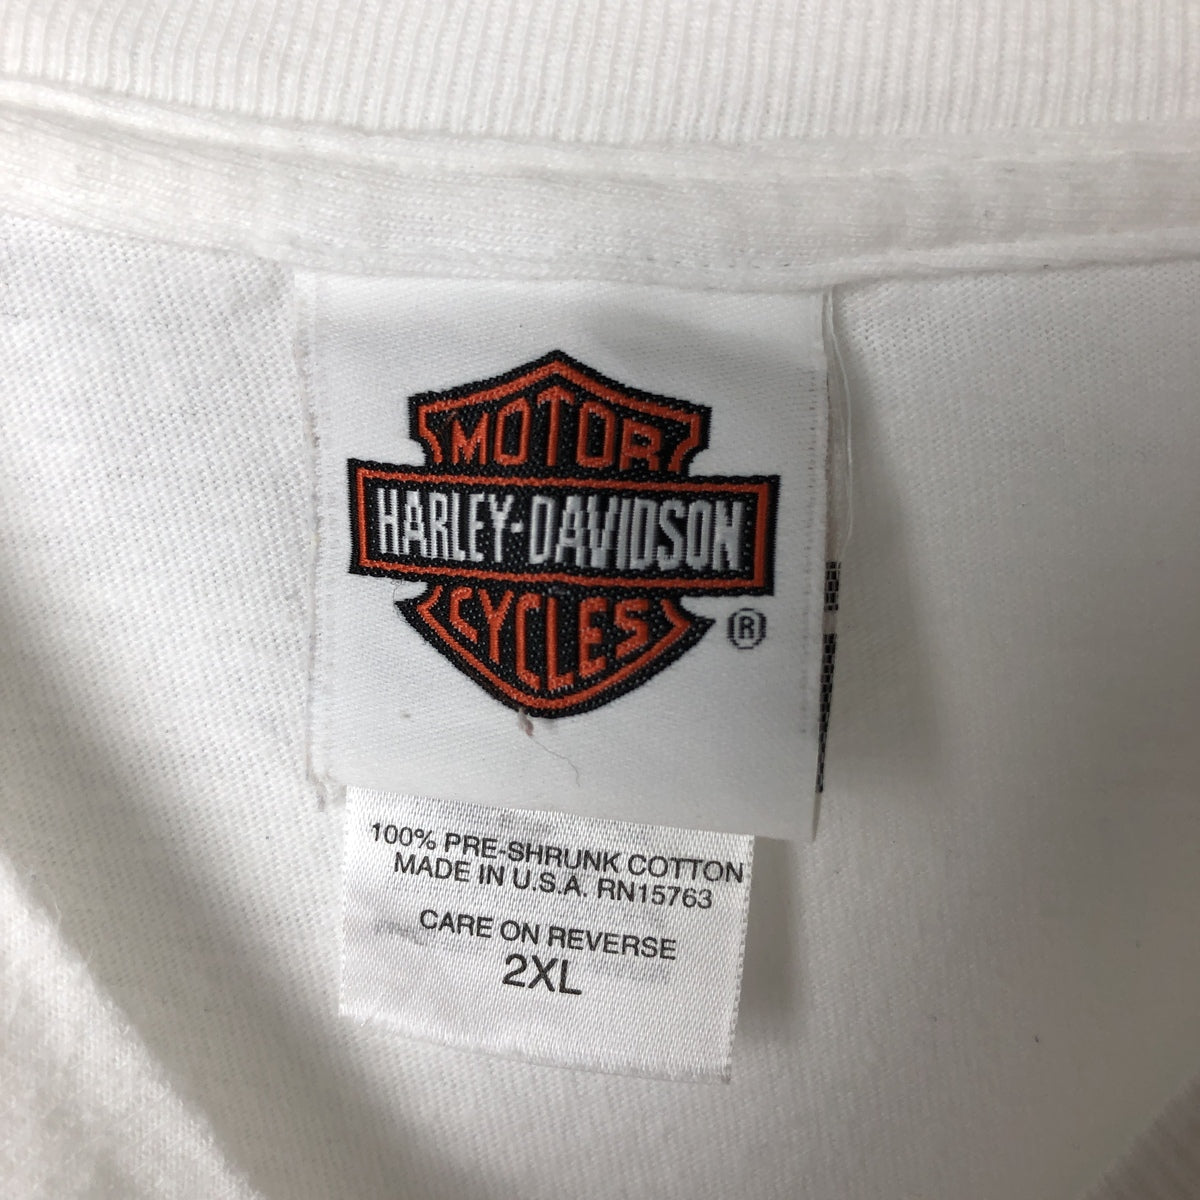 MOTOR
HARLEY-DAVIDSON
CYCLES
®
100% PRE-SHRUNK COTTON
MADE IN U.S.A. RN15763
CARE ON REVERSE
2XL